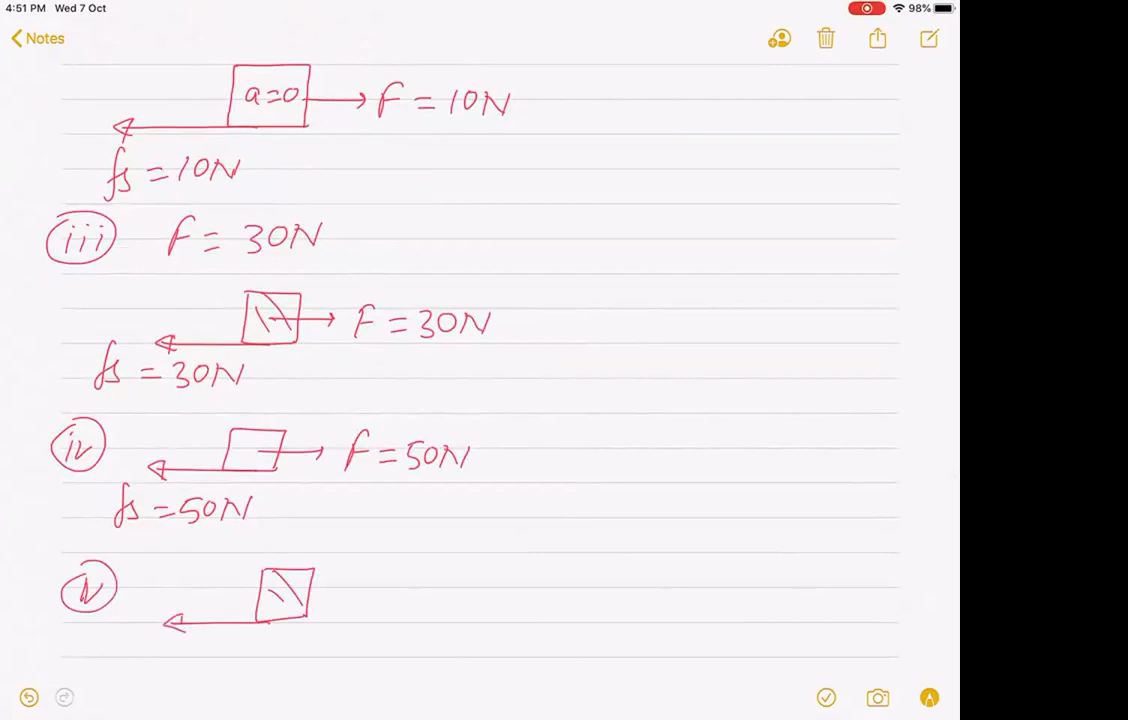 4:51 PM Wed 7 Oct
98%
Notes
a=0
F = 10N
fs = 10N
iii F = 30N
F = 30N
fs = 30N
iv F = 50N
fs = 50N
v